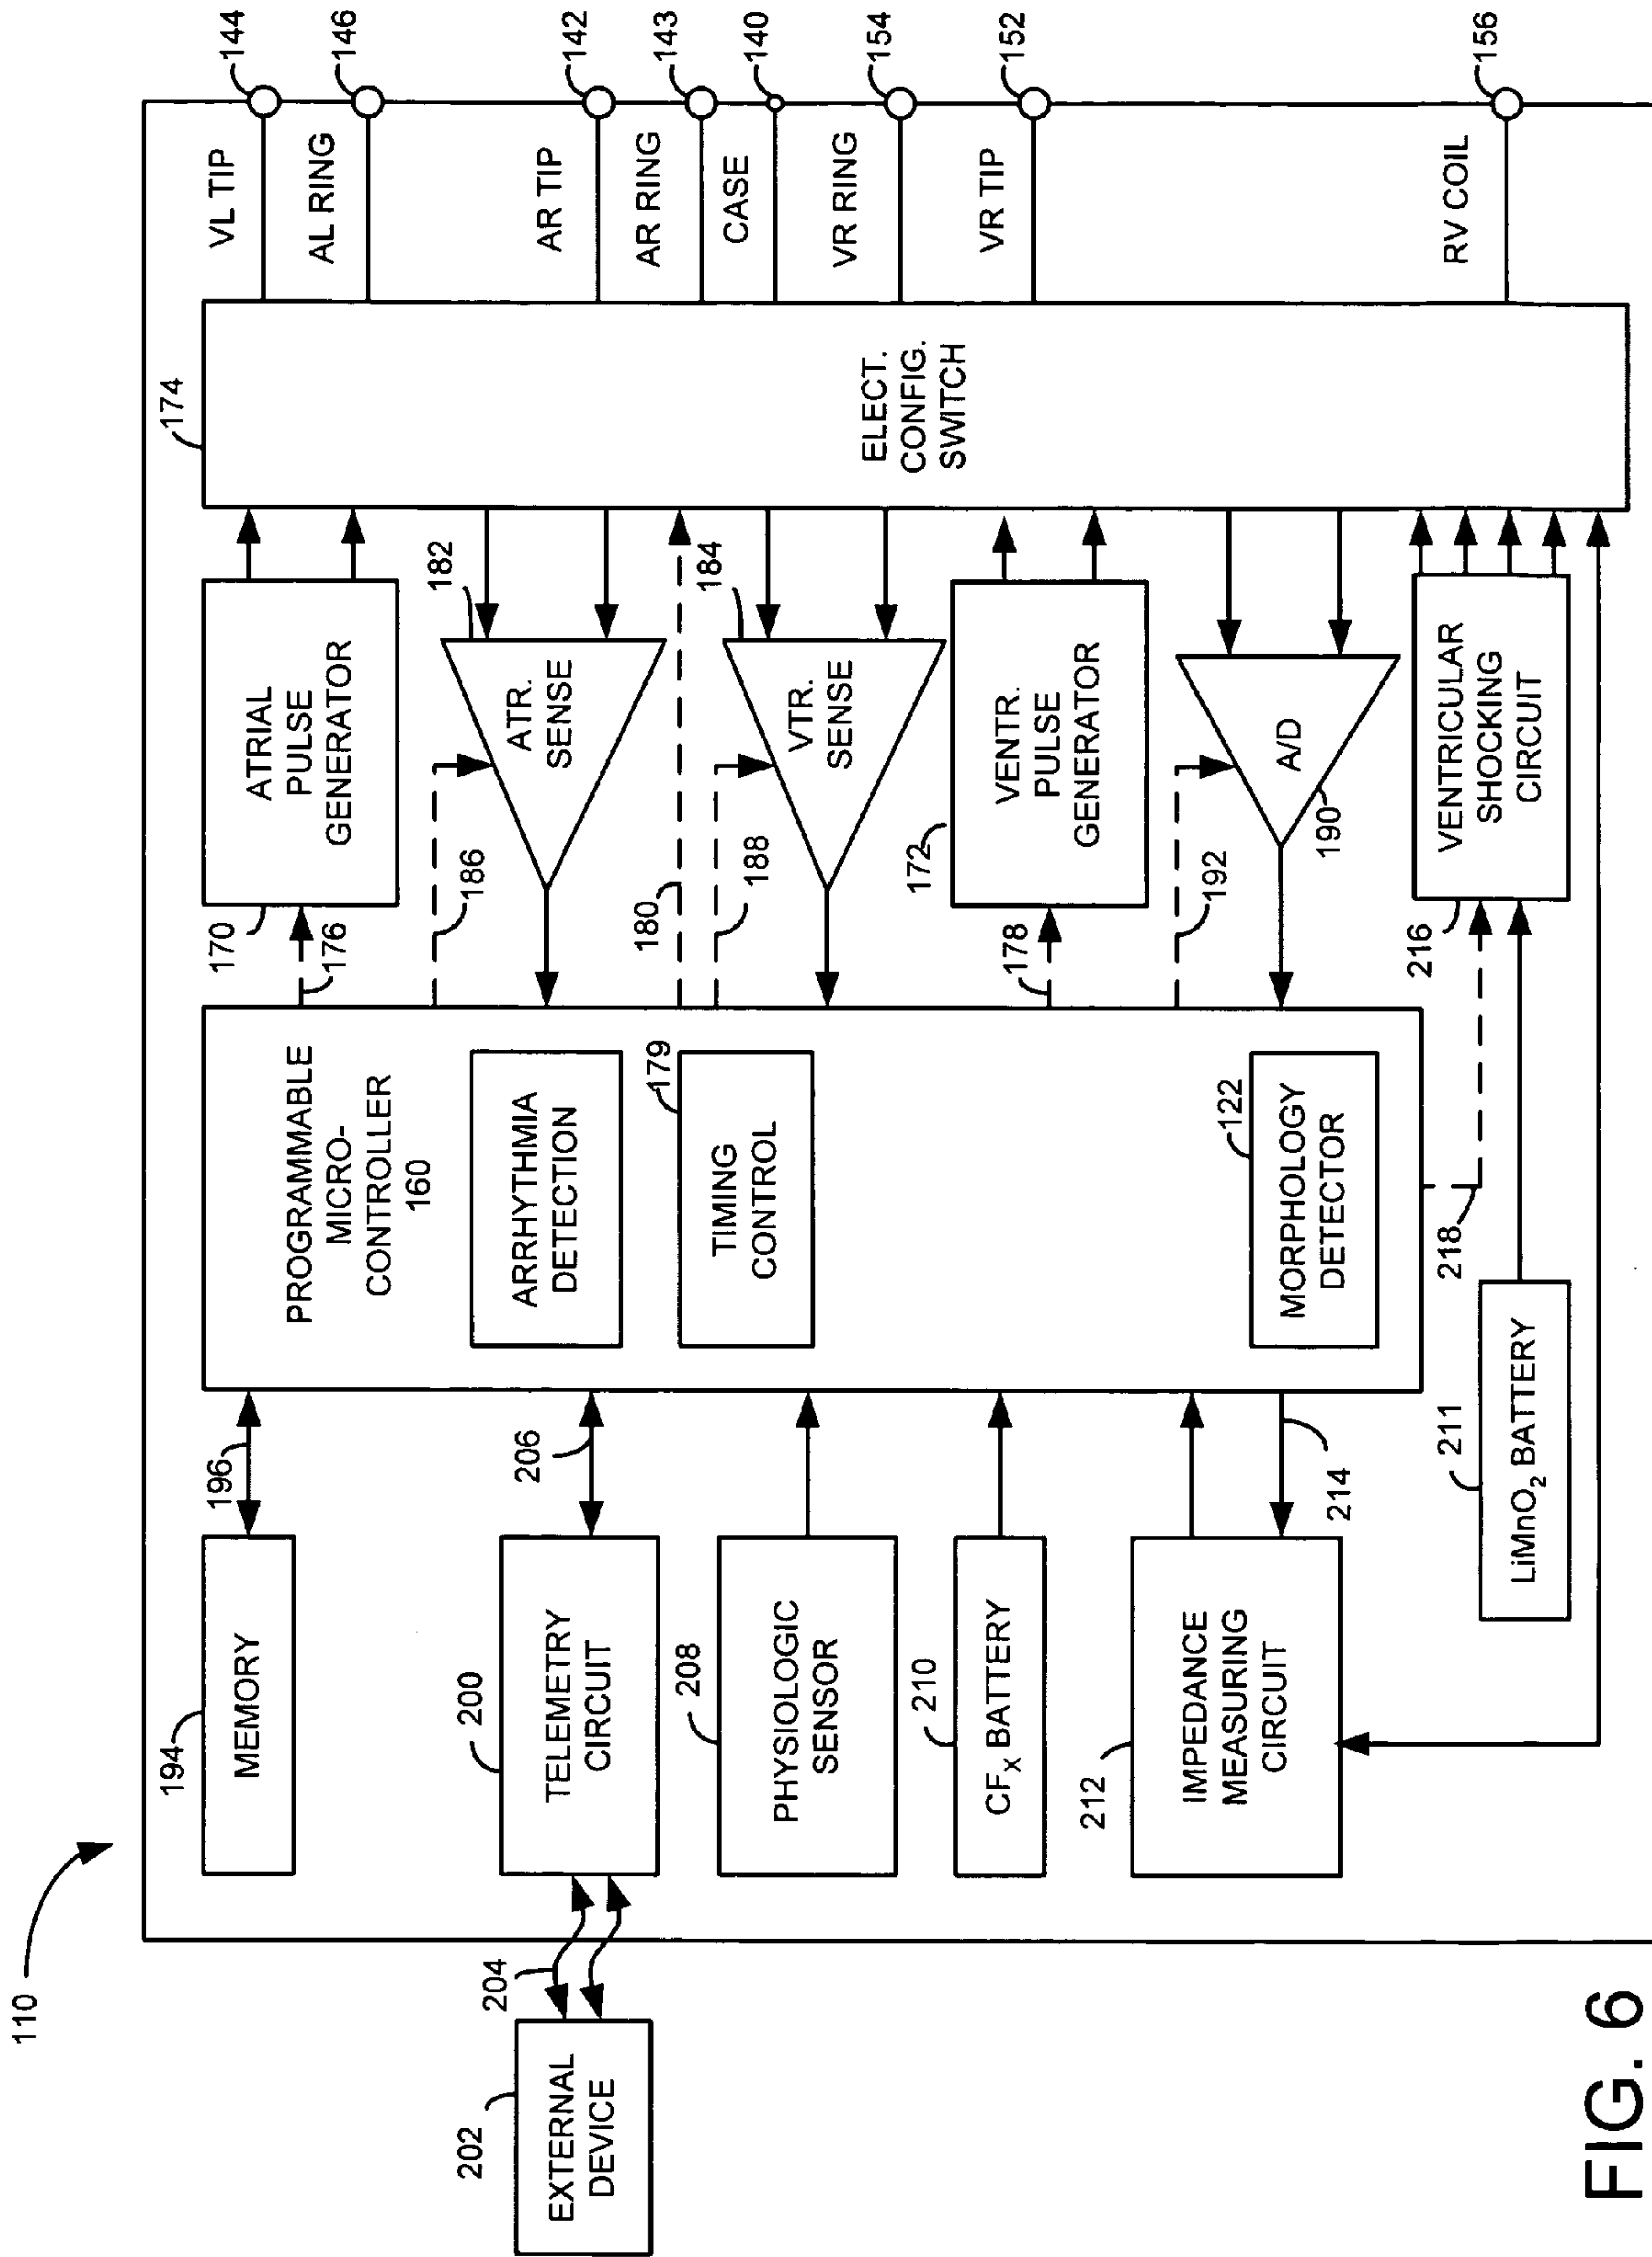 110
202
EXTERNAL
DEVICE
204
194
MEMORY
196
200
TELEMETRY
CIRCUIT
206
208
PHYSIOLOGIC
SENSOR
210
CFX BATTERY
212
IMPEDANCE
MEASURING
CIRCUIT
214
211
LiMnO2 BATTERY
PROGRAMMABLE
MICRO-
CONTROLLER
160
ARRHYTHMIA
DETECTION
179
TIMING
CONTROL
122
MORPHOLOGY
DETECTOR
218
170
176
ATRIAL
PULSE
GENERATOR
186
182
ATR.
SENSE
180
188
184
VTR.
SENSE
172
178
VENTR.
PULSE
GENERATOR
192
A/D
190
216
VENTRICULAR
SHOCKING
CIRCUIT
174
ELECT.
CONFIG.
SWITCH
VL TIP
144
AL RING
146
AR TIP
142
AR RING
143
CASE
140
VR RING
154
VR TIP
152
RV COIL
156
FIG. 6